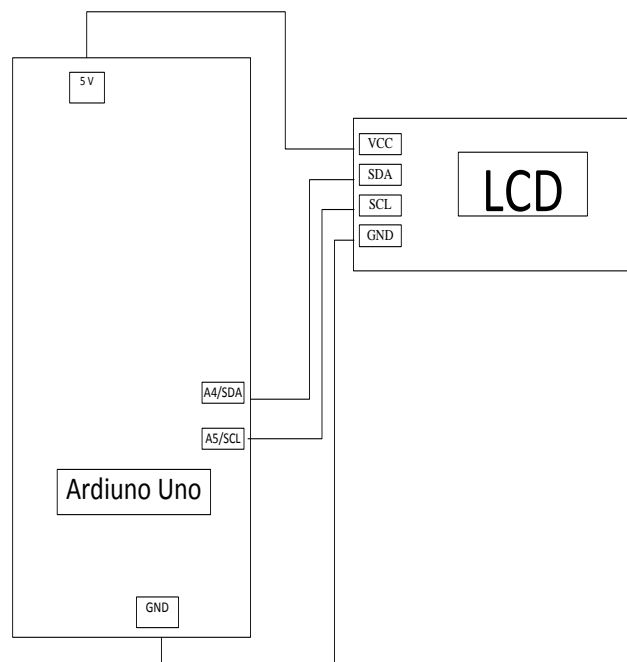 5 V
VCC
SDA
LCD
SCL
GND
A4/SDA
A5/SCL
Ardiuno Uno
GND